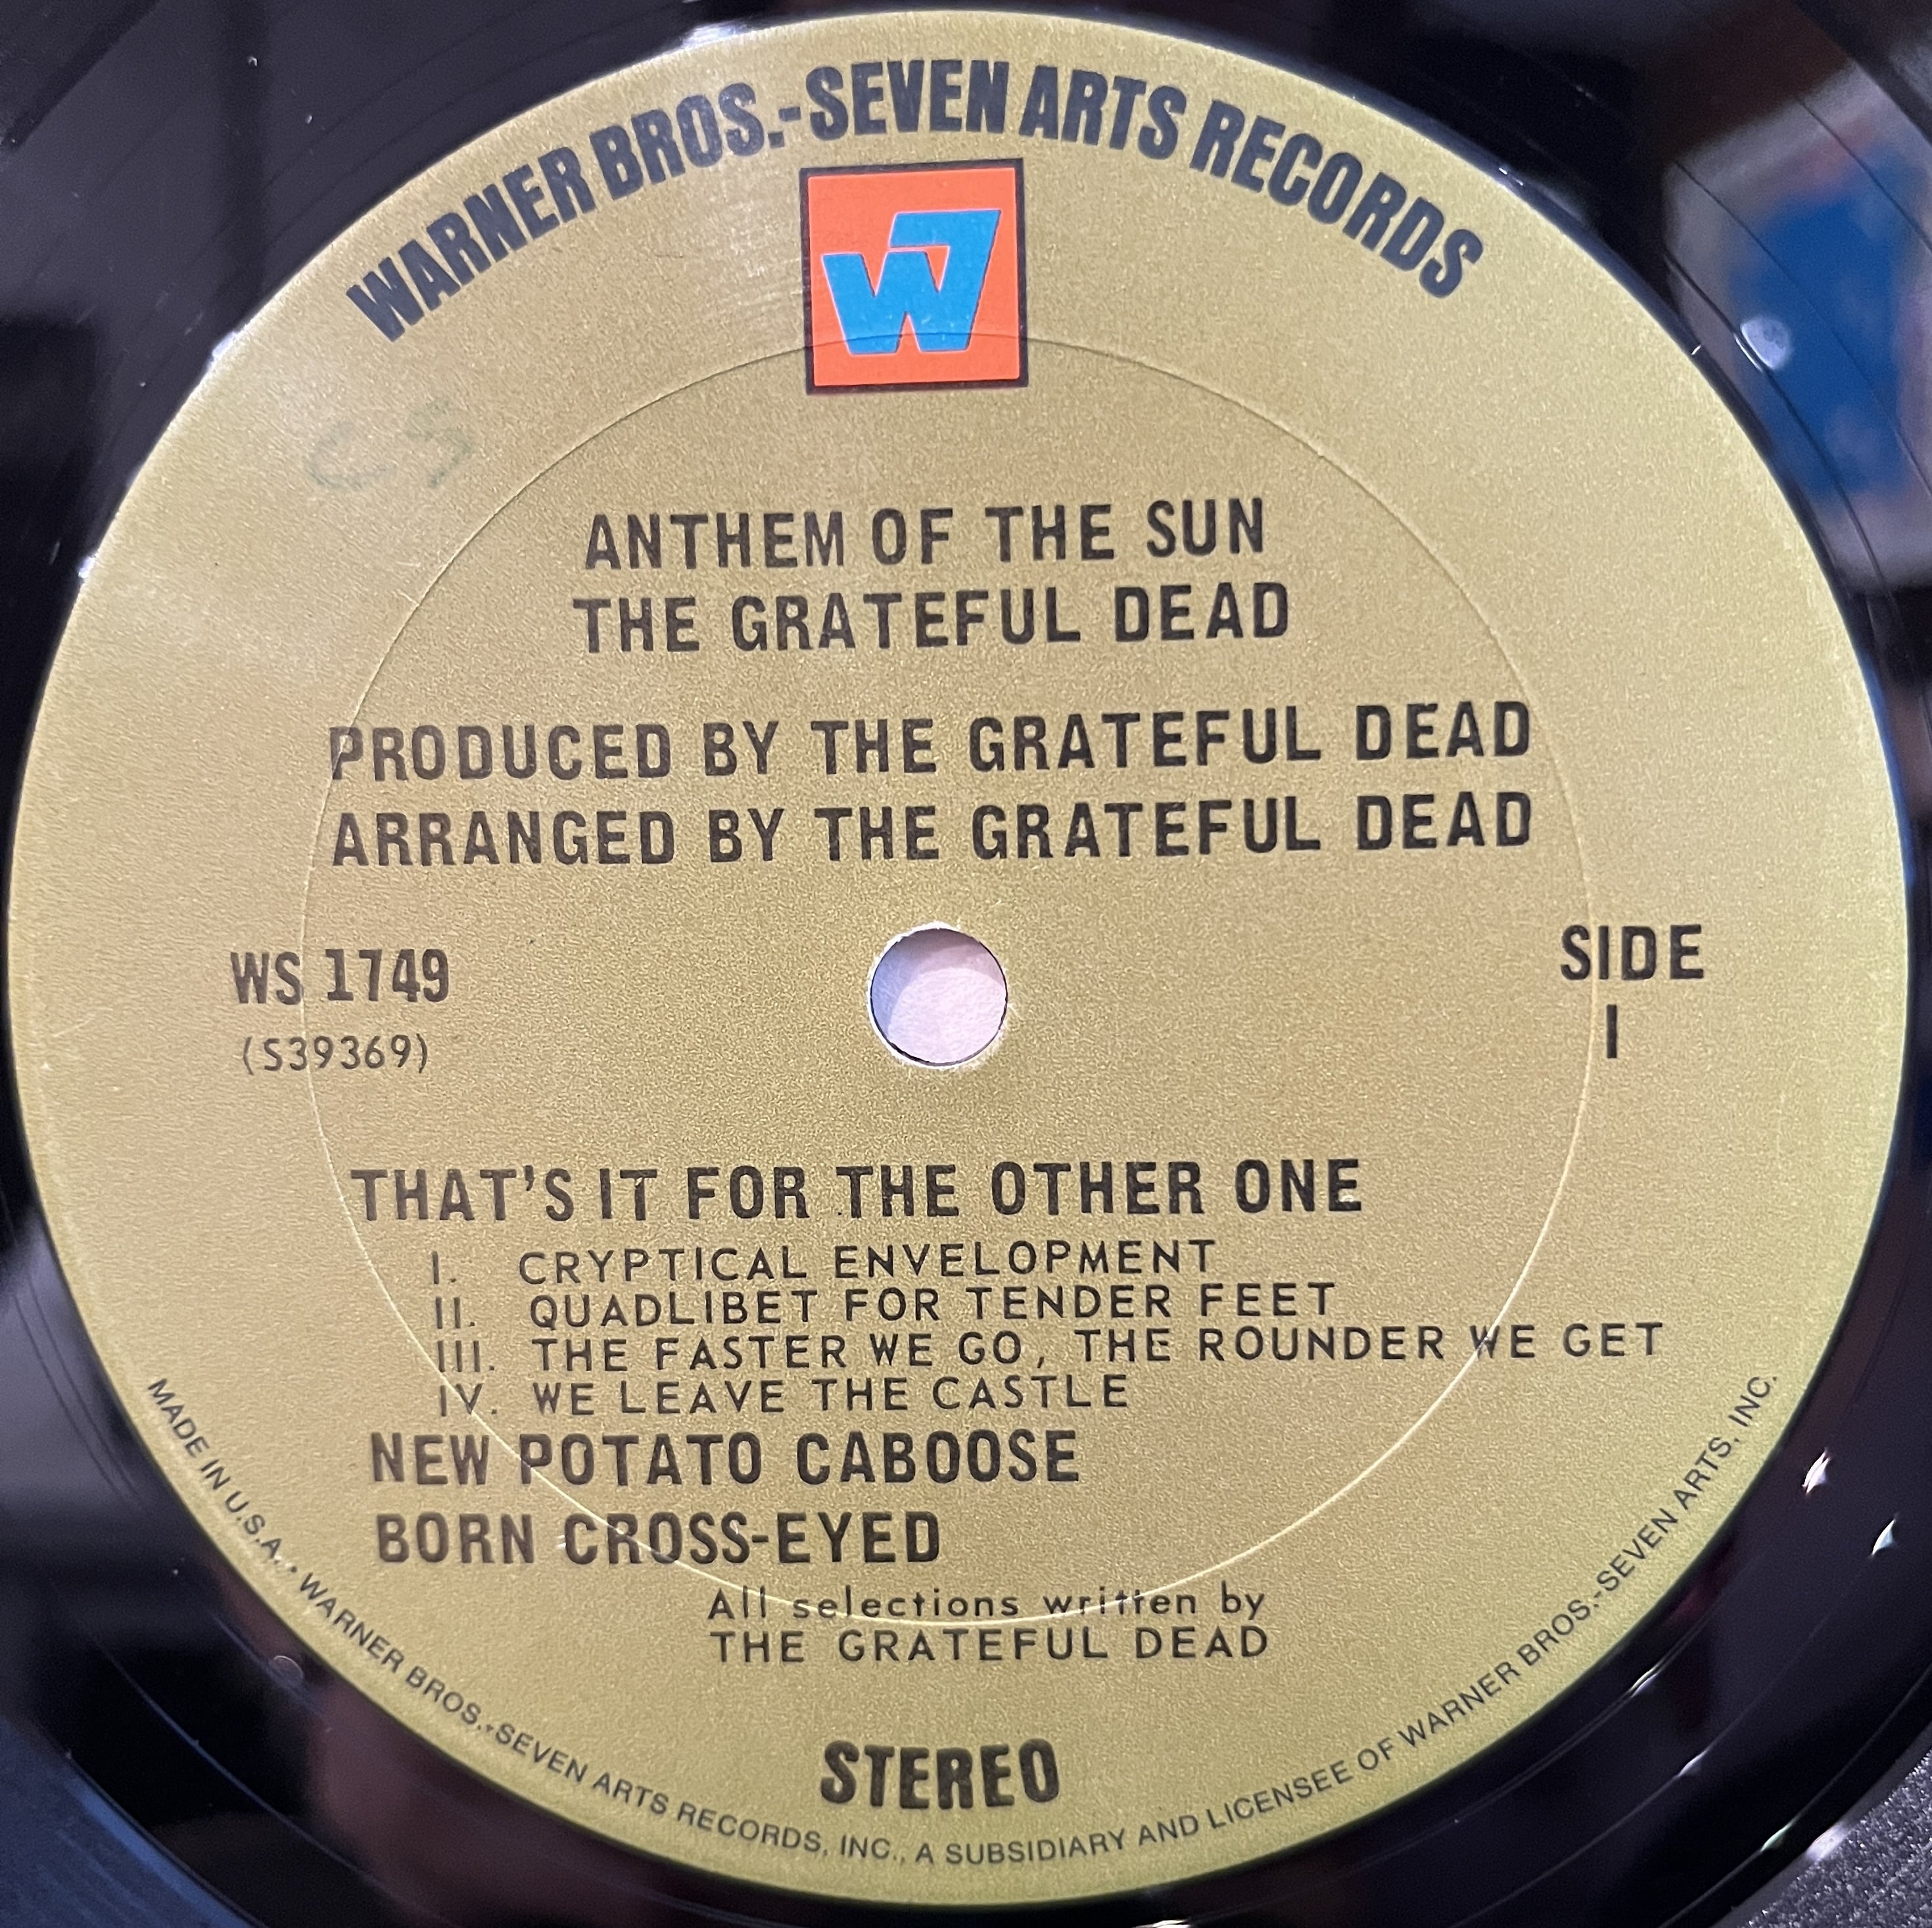 WARNER BROS.-SEVEN ARTS RECORDS
W7
ANTHEM OF THE SUN
THE GRATEFUL DEAD
PRODUCED BY THE GRATEFUL DEAD
ARRANGED BY THE GRATEFUL DEAD
WS 1749
(S39369)
SIDE
1
THAT'S IT FOR THE OTHER ONE
I. CRYPTICAL ENVELOPMENT
II. QUADLIBET FOR TENDER FEET
III. THE FASTER WE GO, THE ROUNDER WE GET
IV. WE LEAVE THE CASTLE
NEW POTATO CABOOSE
BORN CROSS-EYED
All selections written by
THE GRATEFUL DEAD
STEREO
MADE IN U.S.A. • WARNER BROS.-SEVEN ARTS RECORDS, INC., A SUBSIDIARY AND LICENSEE OF WARNER BROS.-SEVEN ARTS, INC.